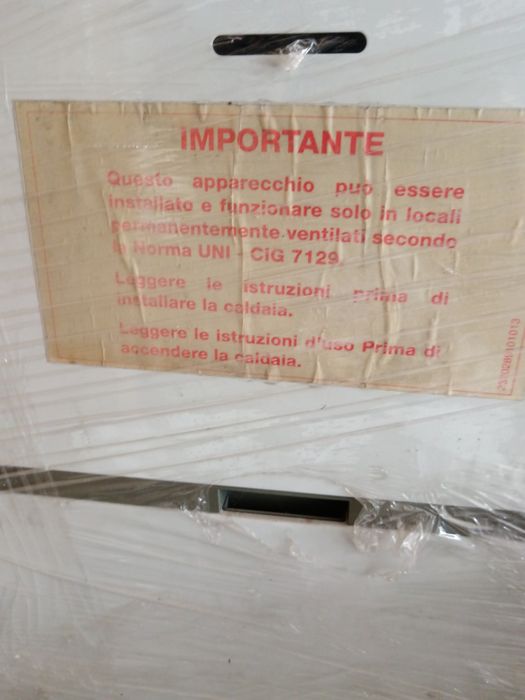 IMPORTANTE
Questo apparecchio può essere
installato e funzionare solo in locali
permanentemente ventilati secondo
la Norma UNI - CIG 7129.
Leggere le istruzioni prima di
installare la caldaia.
Leggere le istruzioni d'uso Prima di
accendere la caldaia.